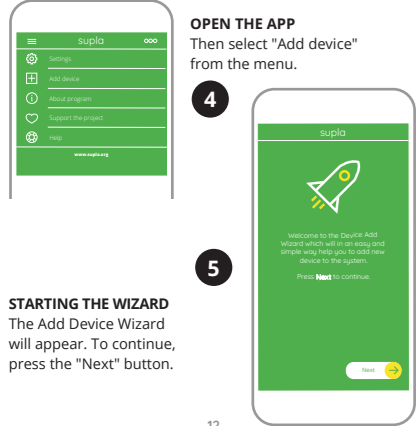 supla
Settings
Add device
About program
Support the project
Help
www.supla.org
OPEN THE APP
Then select "Add device"
from the menu.
4
supla
Welcome to the Device Add
Wizard which will in an easy and
simple way help you to add new
device to the system.
Press Next to continue.
Next
5
STARTING THE WIZARD
The Add Device Wizard
will appear. To continue,
press the "Next" button.
12